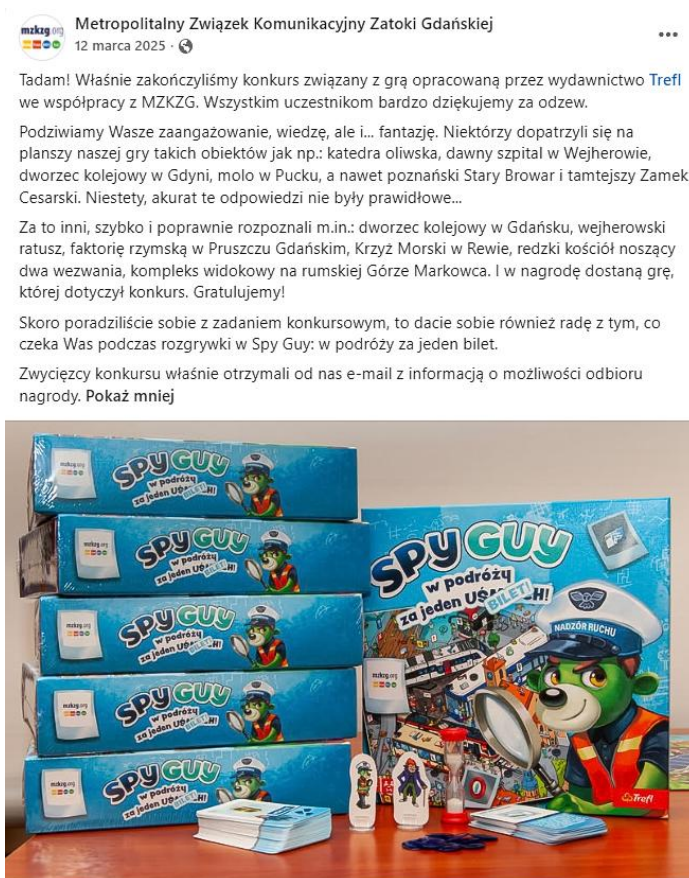 mzkzg.org
Metropolitalny Związek Komunikacyjny Zatoki Gdańskiej
12 marca 2025 ·
Tadam! Właśnie zakończyliśmy konkurs związany z grą opracowaną przez wydawnictwo Trefl
we współpracy z MZKZG. Wszystkim uczestnikom bardzo dziękujemy za odzew.
Podziwiamy Wasze zaangażowanie, wiedzę, ale i... fantazję. Niektórzy dopatrzyli się na
planszy naszej gry takich obiektów jak np.: katedra oliwska, dawny szpital w Wejherowie,
dworzec kolejowy w Gdyni, molo w Pucku, a nawet poznański Stary Browar i tamtejszy Zamek
Cesarski. Niestety, akurat te odpowiedzi nie były prawidłowe...
Za to inni, szybko i poprawnie rozpoznali m.in.: dworzec kolejowy w Gdańsku, wejherowski
ratusz, faktorię rzymską w Pruszczu Gdańskim, Krzyż Morski w Rewie, redzki kościół noszący
dwa wezwania, kompleks widokowy na rumskiej Górze Markowca. I w nagrodę dostaną grę,
której dotyczył konkurs. Gratulujemy!
Skoro poradziliście sobie z zadaniem konkursowym, to dacie sobie również radę z tym, co
czeka Was podczas rozgrywki w Spy Guy: w podróży za jeden bilet.
Zwycięzcy konkursu właśnie otrzymali od nas e-mail z informacją o możliwości odbioru
nagrody. Pokaż mniej
mzkzg.org
SPY GUY
w podróży
za jeden BILET!
mzkzg.org
SPY GUY
w podróży
za jeden BILET!
mzkzg.org
SPY GUY
w podróży
za jeden BILET!
mzkzg.org
SPY GUY
w podróży
za jeden BILET!
mzkzg.org
SPY GUY
w podróży
za jeden BILET!
SPY GUY
w podróży
za jeden BILET!
NADZÓR RUCHU
mzkzg.org
Trefl